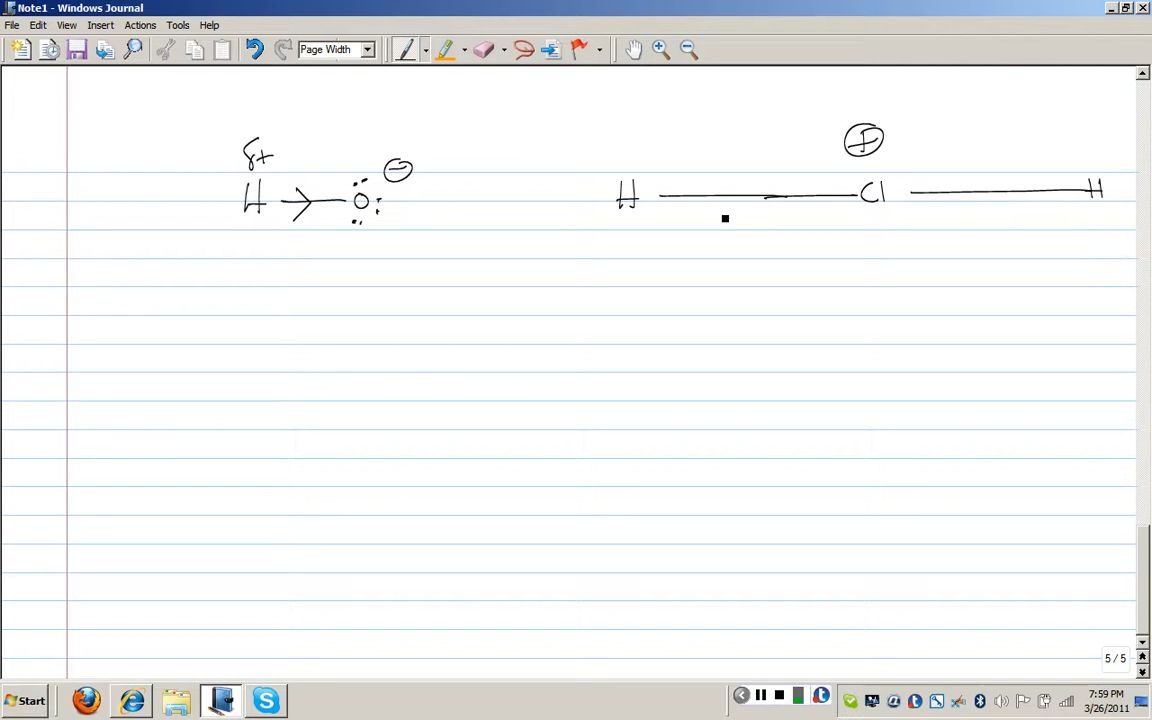 Note1 - Windows Journal
File Edit View Insert Actions Tools Help
Page Width
δ+
H O ⊖
⊕
H Cl H
5 / 5
Start
7:59 PM
3/26/2011